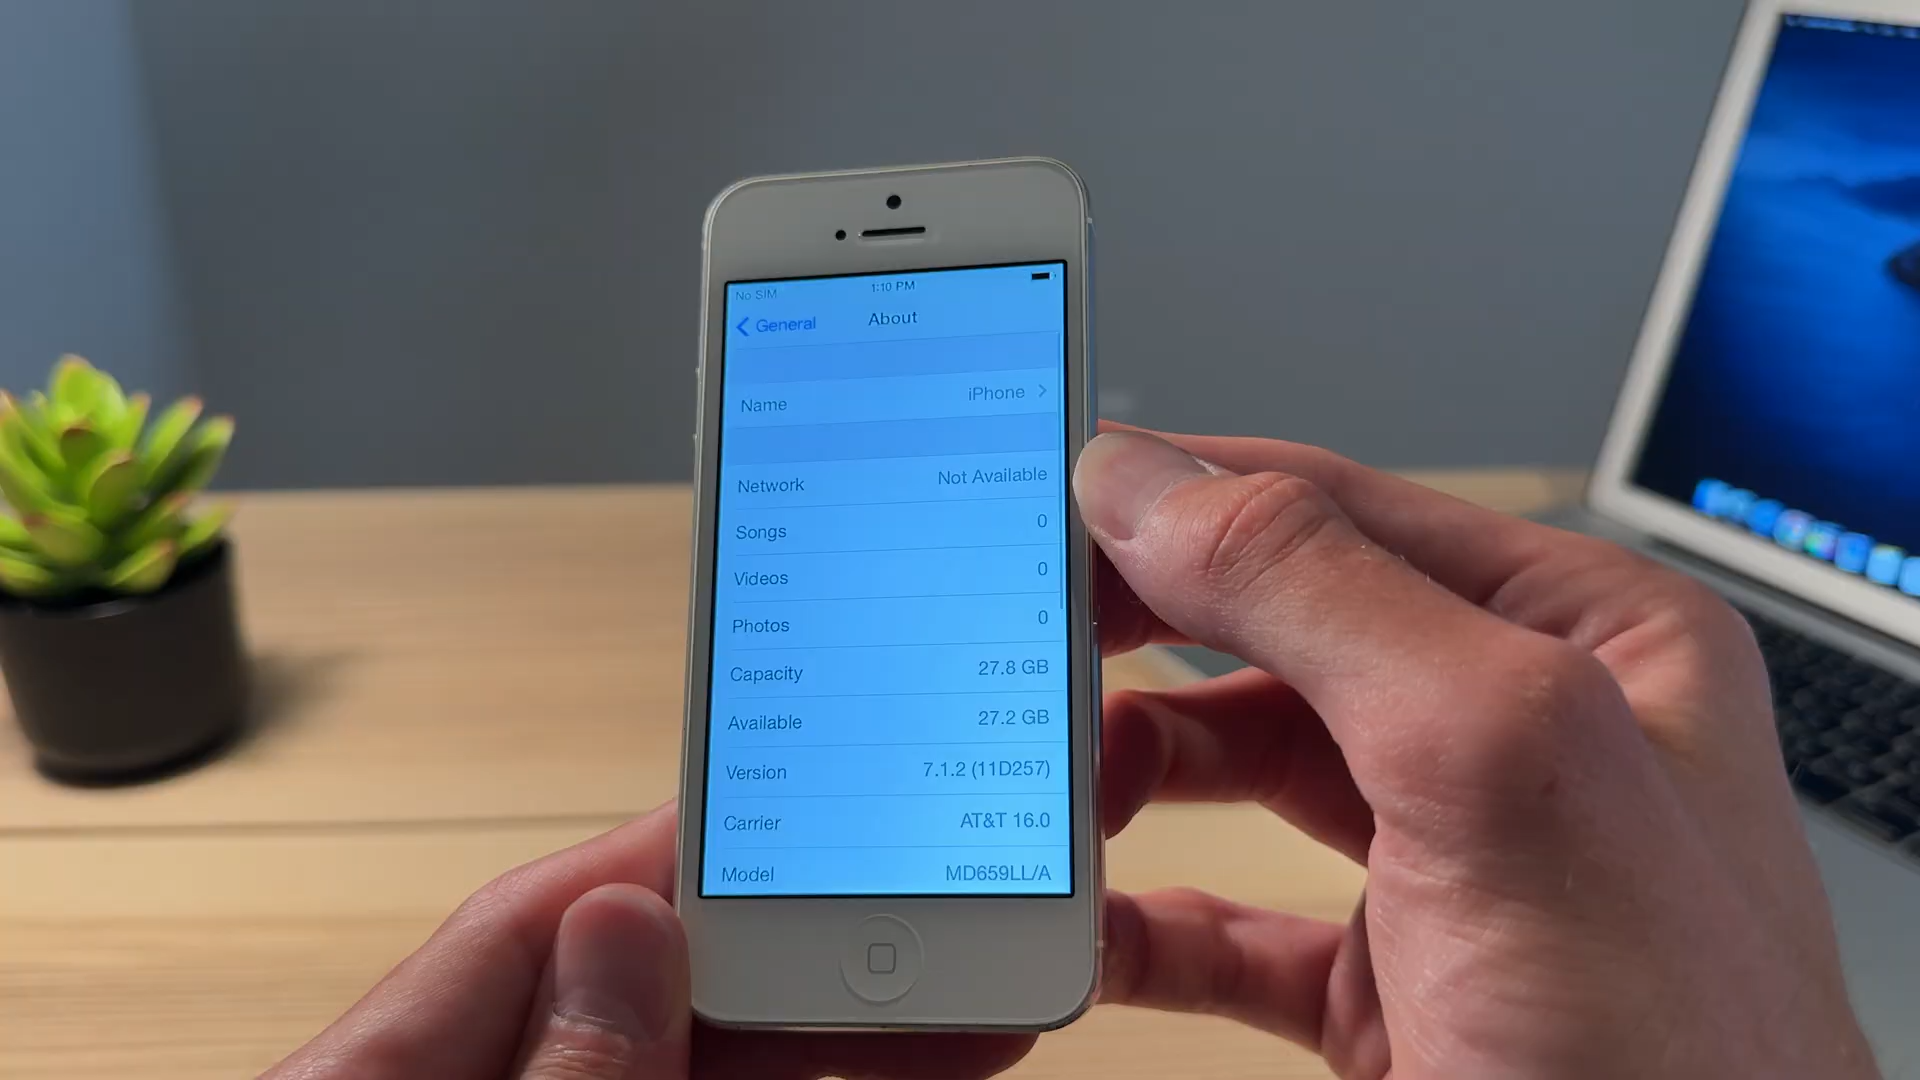 No SIM 1:10 PM
General About
Name iPhone
Network Not Available
Songs 0
Videos 0
Photos 0
Capacity 27.8 GB
Available 27.2 GB
Version 7.1.2 (11D257)
Carrier AT&T 16.0
Model MD659LL/A